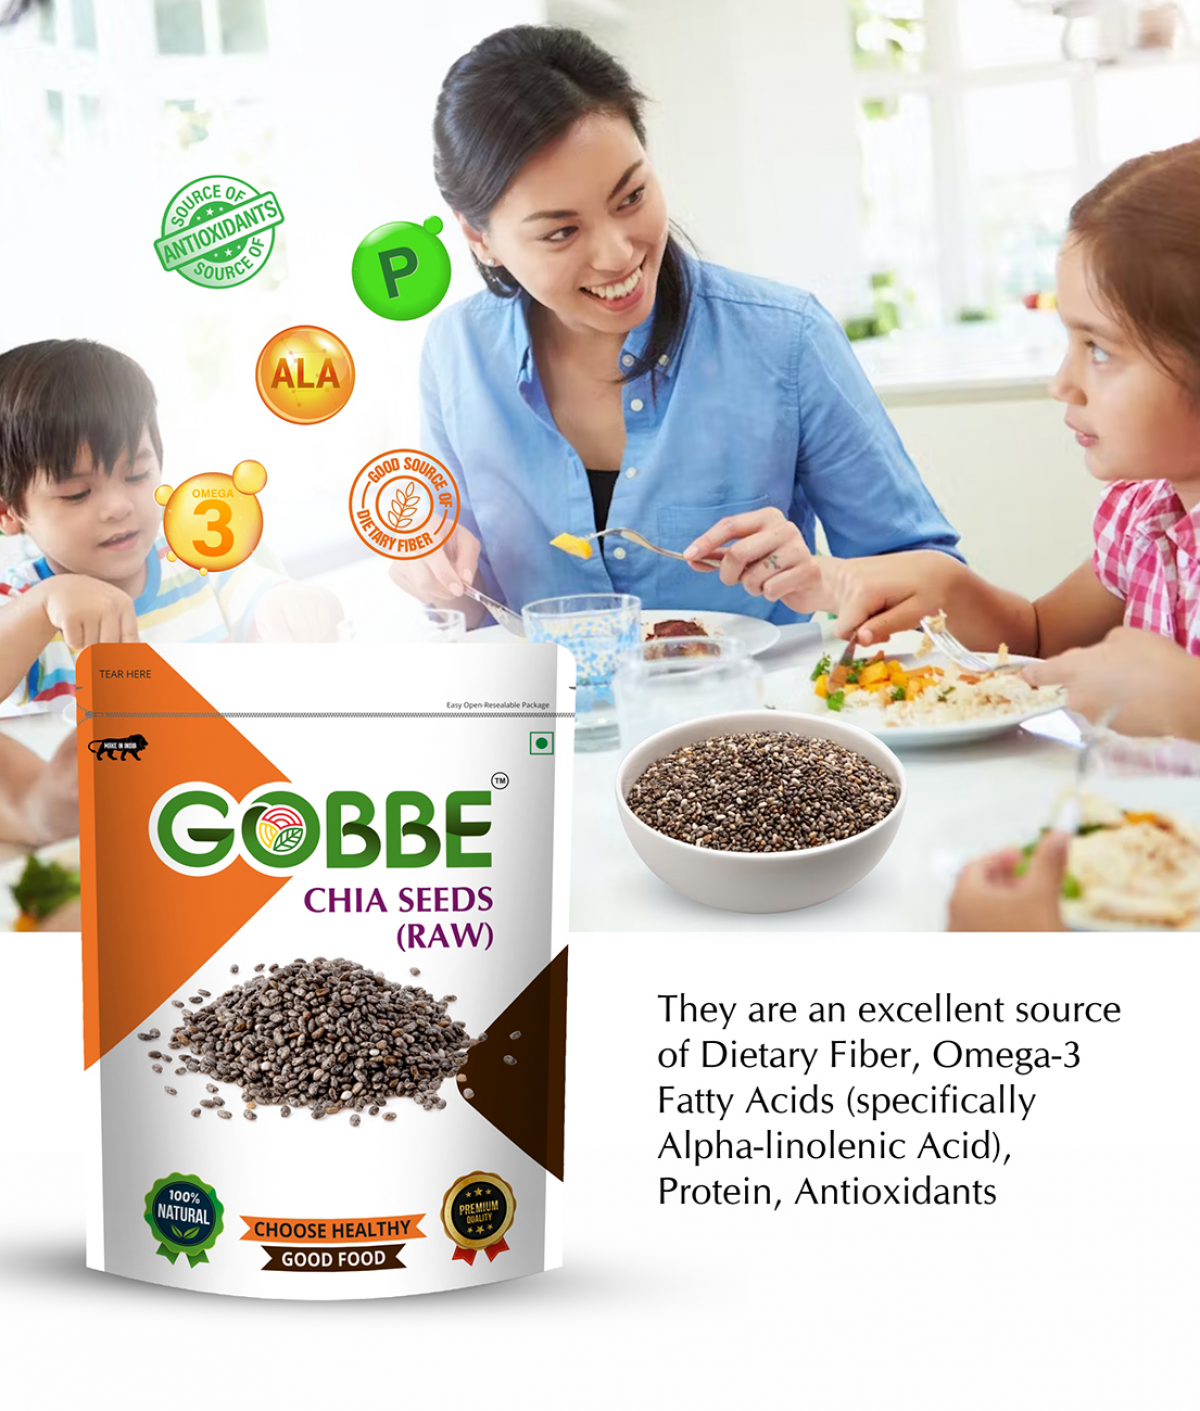 SOURCE OF
ANTIOXIDANTS
SOURCE OF
P
ALA
OMEGA
3
GOOD SOURCE OF
DIETARY FIBER
TEAR HERE
Easy Open-Resealable Package
MAKE IN INDIA
TM
GOBBE
CHIA SEEDS
(RAW)
100%
NATURAL
PREMIUM
QUALITY
CHOOSE HEALTHY
GOOD FOOD
They are an excellent source
of Dietary Fiber, Omega-3
Fatty Acids (specifically
Alpha-linolenic Acid),
Protein, Antioxidants